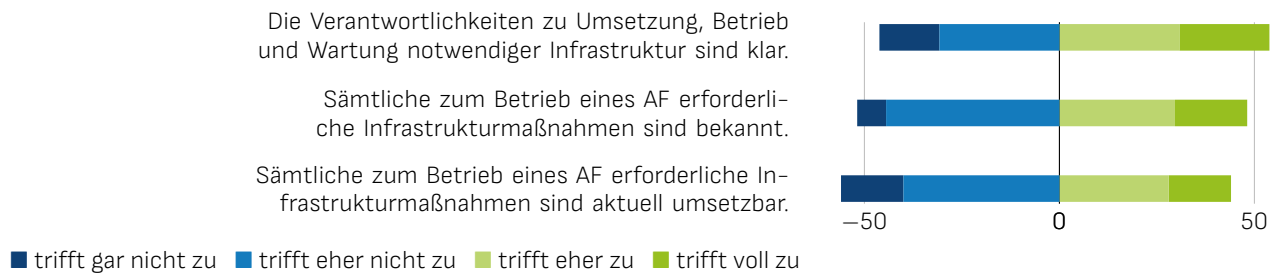 Die Verantwortlichkeiten zu Umsetzung, Betrieb
und Wartung notwendiger Infrastruktur sind klar.
Sämtliche zum Betrieb eines AF erforderli–
che Infrastrukturmaßnahmen sind bekannt.
Sämtliche zum Betrieb eines AF erforderliche In–
frastrukturmaßnahmen sind aktuell umsetzbar.
–50 0 50
trifft gar nicht zu trifft eher nicht zu trifft eher zu trifft voll zu